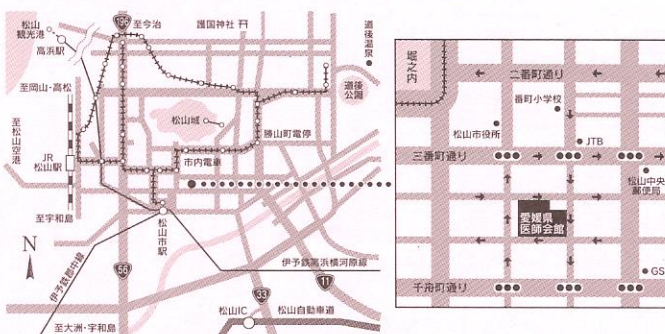 松山
観光港
高浜駅
196
至今治
護国神社
道後温泉
道後
公園
至岡山・高松
至松山空港
JR
松山駅
松山城
勝山町電停
市内電車
至宇和島
N
松山市駅
伊予鉄郡中線
56
伊予鉄高浜横河原線
33
11
松山IC
松山自動車道
至大洲・宇和島
堀之内
二番町通り
番町小学校
松山市役所
JTB
三番町通り
松山中央
郵便局
愛媛県
医師会館
GS
千舟町通り